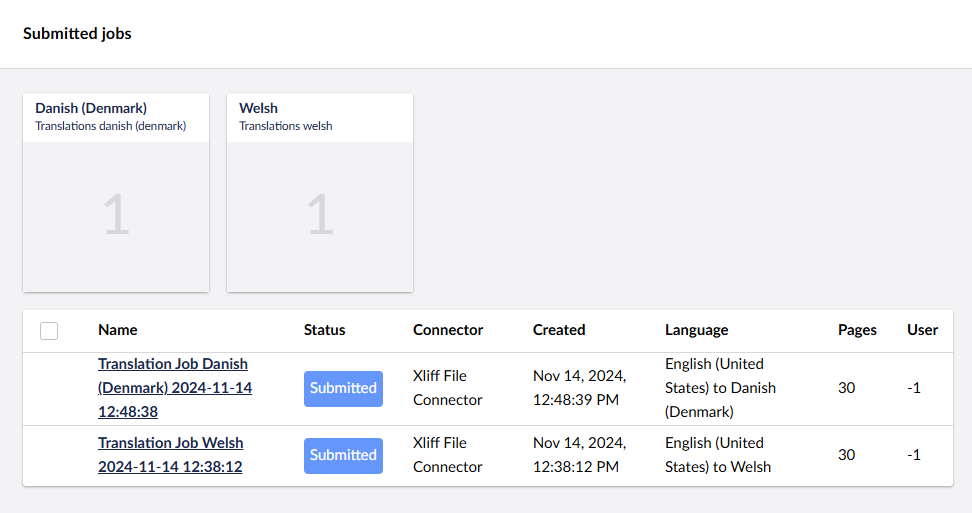 Submitted jobs
Danish (Denmark)
Translations danish (denmark)
1
Welsh
Translations welsh
1
Name Status Connector Created Language Pages User
Translation Job Danish
(Denmark) 2024-11-14
12:48:38
Submitted
Xliff File
Connector
Nov 14, 2024,
12:48:39 PM
English (United
States) to Danish
(Denmark)
30
-1
Translation Job Welsh
2024-11-14 12:38:12
Submitted
Xliff File
Connector
Nov 14, 2024,
12:38:12 PM
English (United
States) to Welsh
30
-1